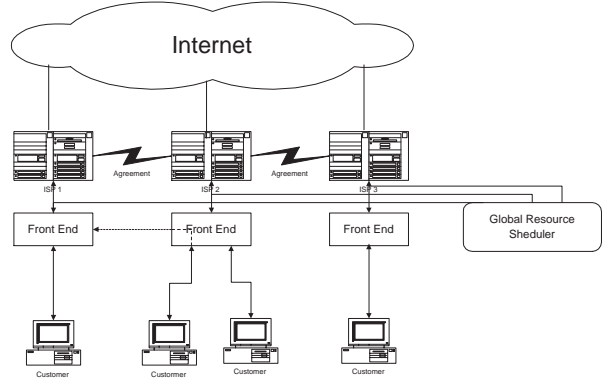 Internet
Agreement
Agreement
ISP 1
ISP 2
ISP 3
Front End
Front End
Front End
Global Resource
Sheduler
Customer
Customer
Customer
Customer